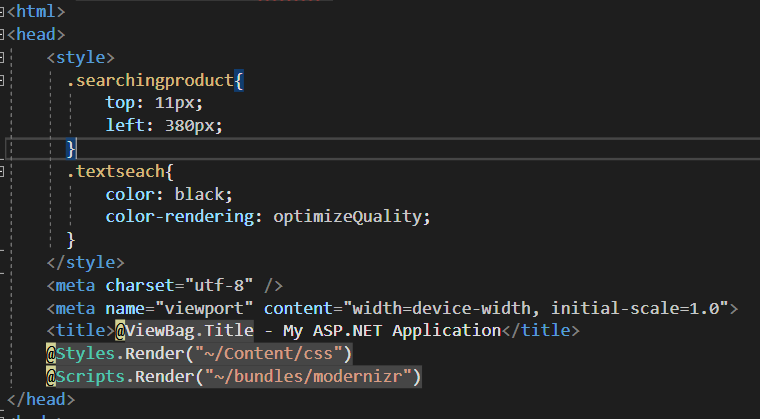 <html>
<head>
<style>
.searchingproduct{
top: 11px;
left: 380px;
}
.textseach{
color: black;
color-rendering: optimizeQuality;
}
</style>
<meta charset="utf-8" />
<meta name="viewport" content="width=device-width, initial-scale=1.0">
<title>@ViewBag.Title - My ASP.NET Application</title>
@Styles.Render("~/Content/css")
@Scripts.Render("~/bundles/modernizr")
</head>